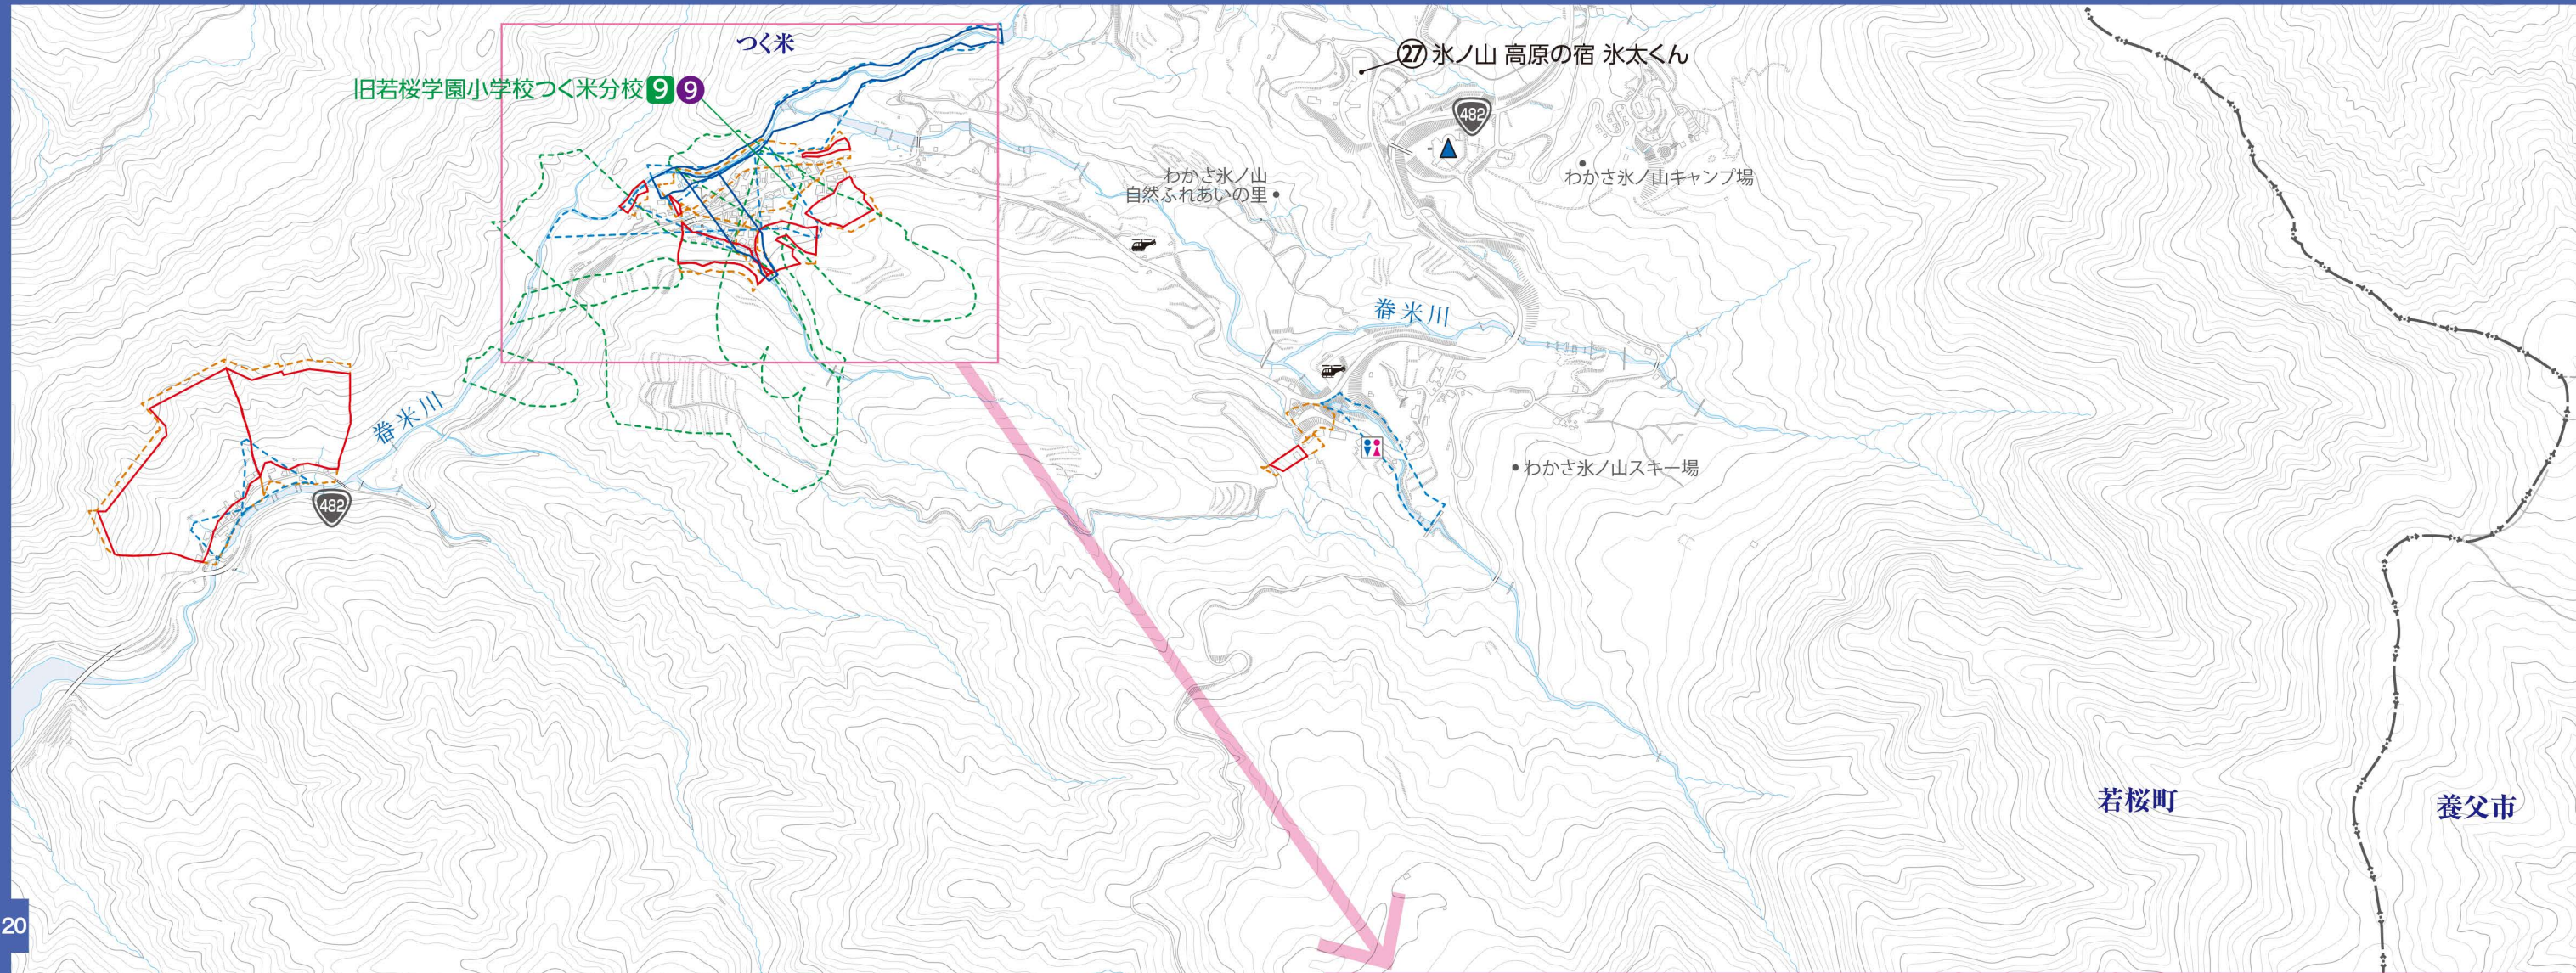 つく米
旧若桜学園小学校つく米分校 9 9
27 氷ノ山 高原の宿 氷太くん
482
わかさ氷ノ山
自然ふれあいの里
わかさ氷ノ山キャンプ場
舂米川
舂米川
482
わかさ氷ノ山スキー場
若桜町
養父市
20